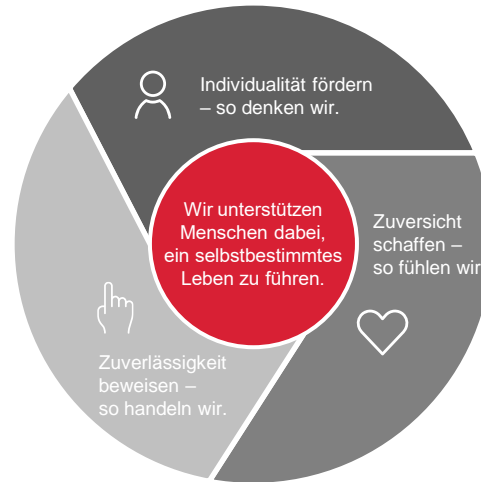 Individualität fördern
– so denken wir.
Wir unterstützen
Menschen dabei,
ein selbstbestimmtes
Leben zu führen.
Zuversicht
schaffen –
so fühlen wir
Zuverlässigkeit
beweisen –
so handeln wir.